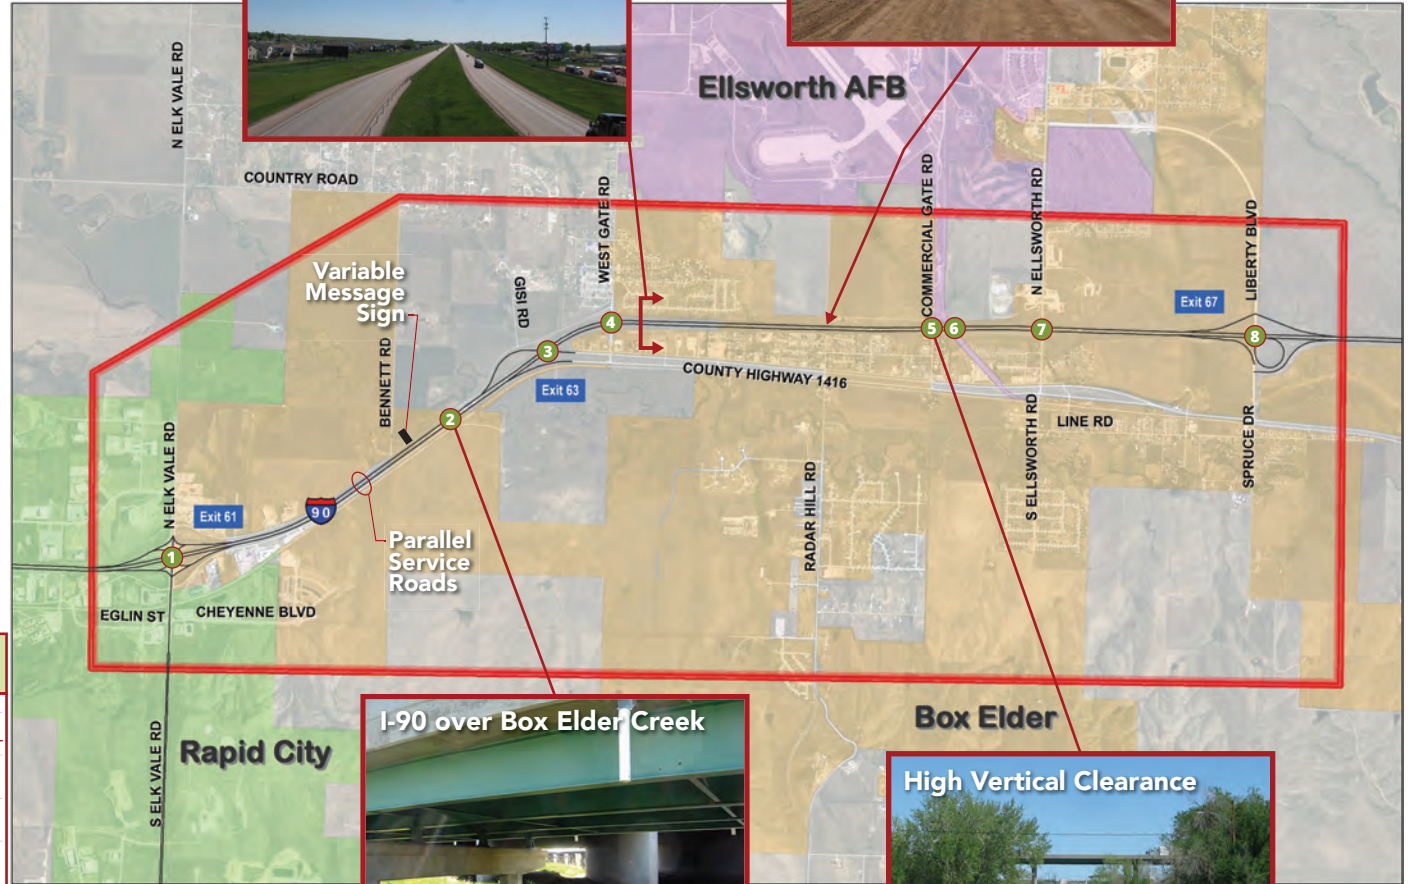 Ellsworth AFB
N ELK VALE RD
COUNTRY ROAD
WEST GATE RD
COMMERCIAL GATE RD
N ELLSWORTH RD
LIBERTY BLVD
Variable
Message
Sign
GISI RD
BENNETT RD
Exit 67
4
5
6
7
8
3
Exit 63
COUNTY HIGHWAY 1416
2
LINE RD
S ELLSWORTH RD
SPRUCE DR
N ELK VALE RD
Exit 61
90
RADAR HILL RD
Parallel
Service
Roads
1
EGLIN ST
CHEYENNE BLVD
S ELK VALE RD
Rapid City
I-90 over Box Elder Creek
Box Elder
High Vertical Clearance